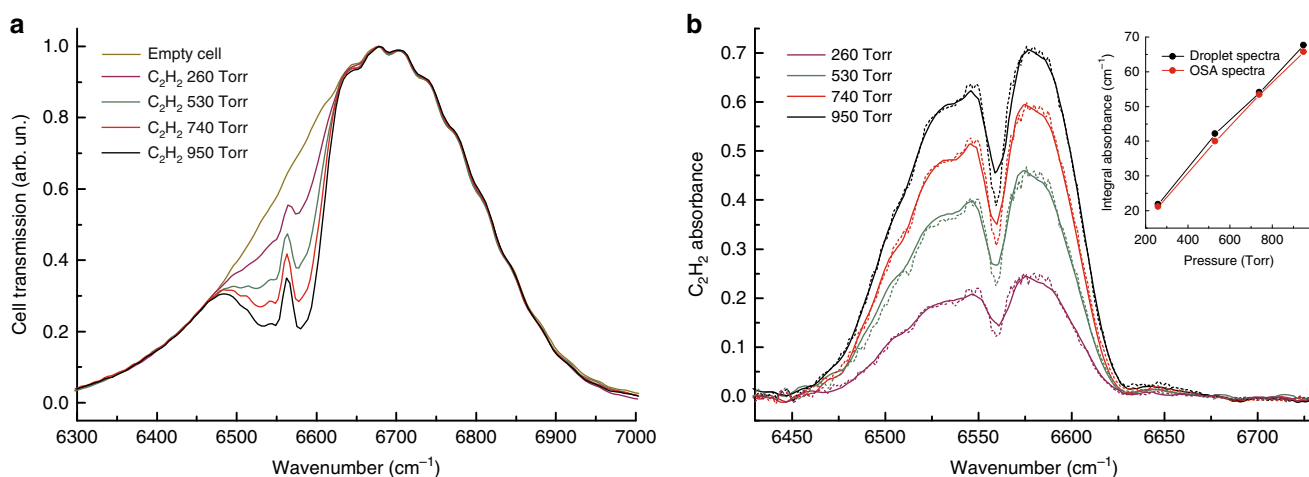 a
Cell transmission (arb. un.)
1.0
0.8
0.6
0.4
0.2
0.0
Empty cell
C₂H₂ 260 Torr
C₂H₂ 530 Torr
C₂H₂ 740 Torr
C₂H₂ 950 Torr
6300 6400 6500 6600 6700 6800 6900 7000
Wavenumber (cm⁻¹)
b
C₂H₂ absorbance
0.7
0.6
0.5
0.4
0.3
0.2
0.1
0.0
260 Torr
530 Torr
740 Torr
950 Torr
6450 6500 6550 6600 6650 6700
Wavenumber (cm⁻¹)
Integral absorbance (cm⁻¹)
70
60
50
40
30
20
Droplet spectra
OSA spectra
200 400 600 800
Pressure (Torr)